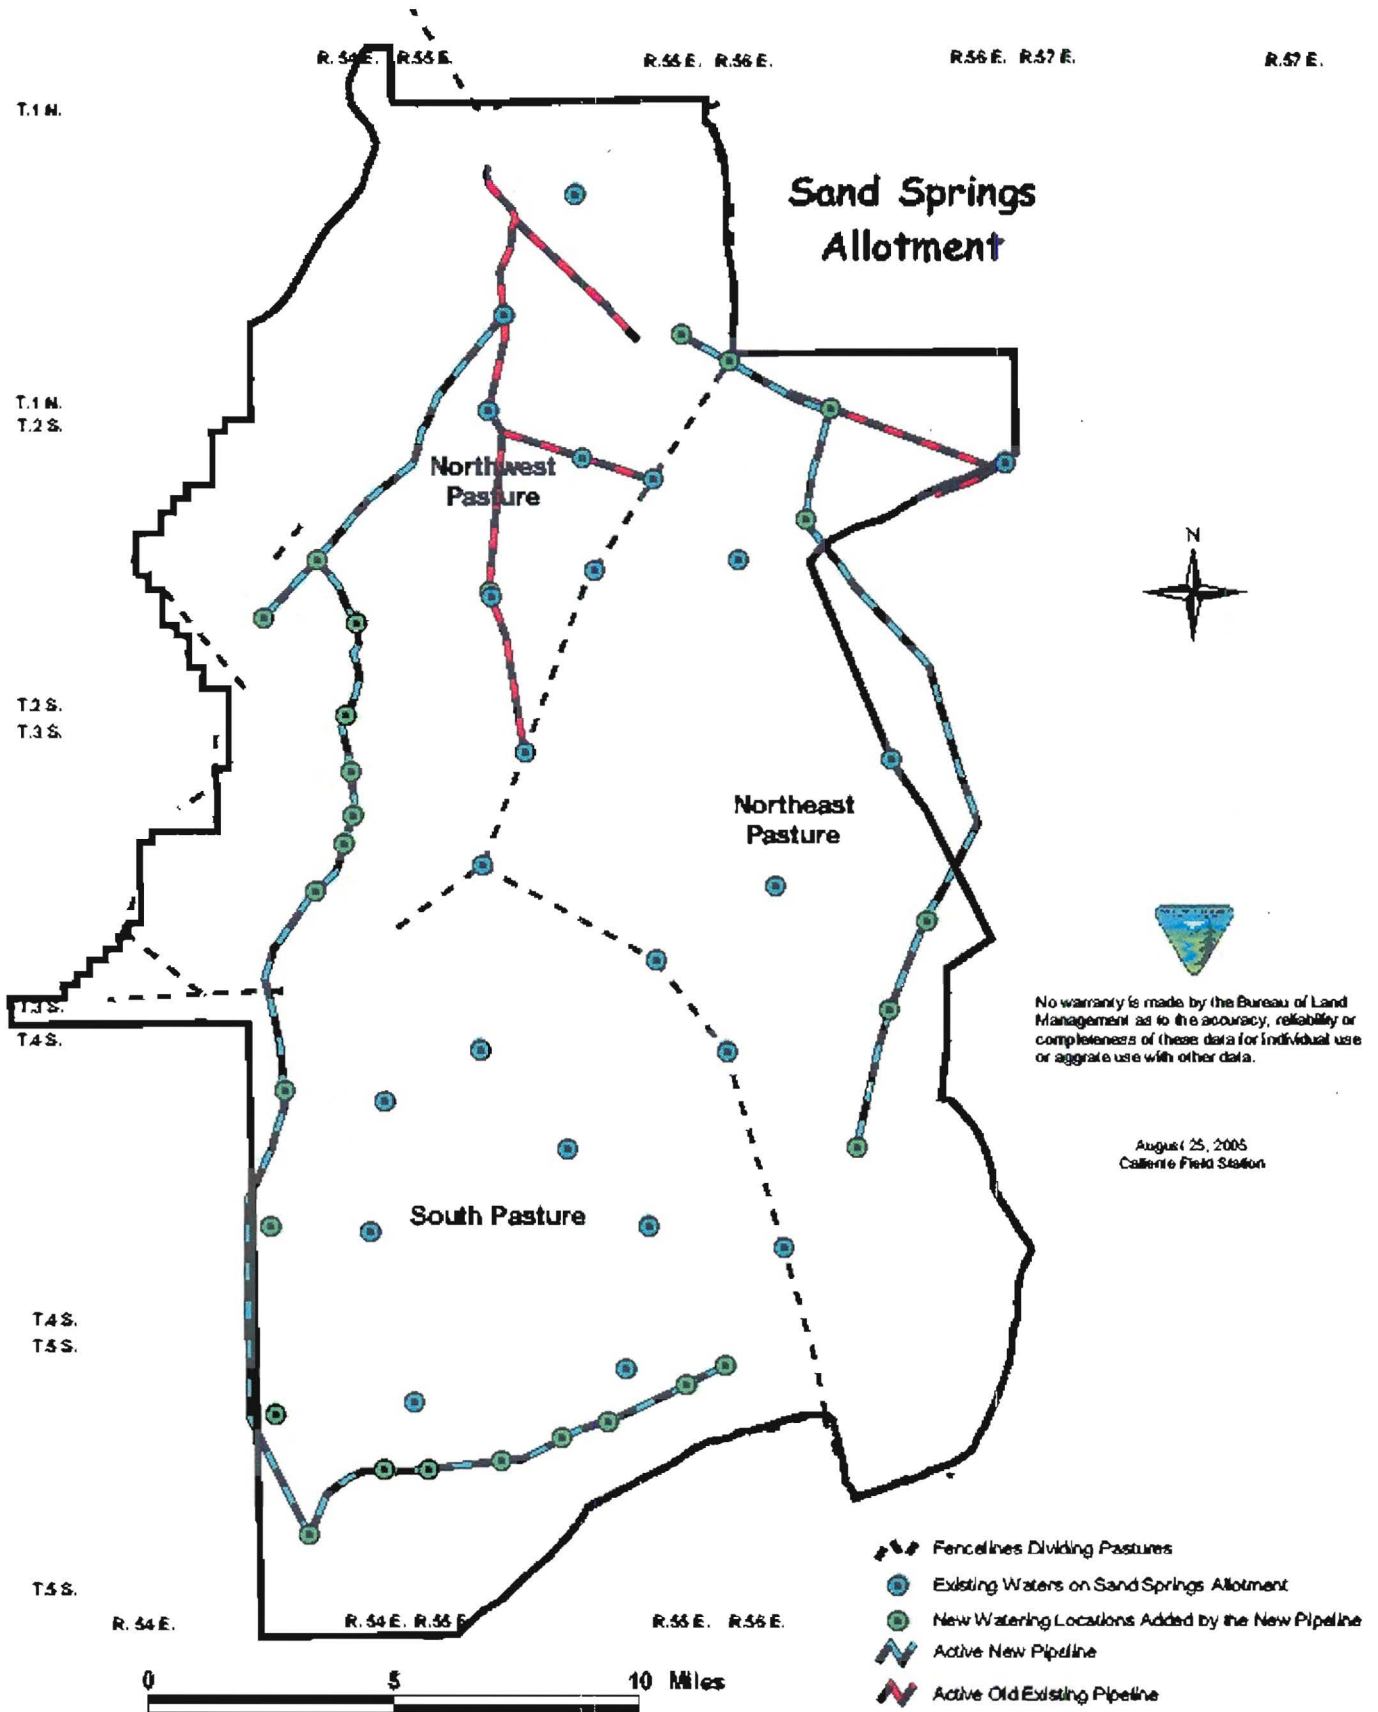 R. 54 E. R.55 E. R.55 E. R.56 E. R.56 E. R.57 E. R.57 E.
T.1 N.
Sand Springs
Allotment
T.1 N.
T.2 S.
Northwest
Pasture
N
T.2 S.
T.3 S.
Northeast
Pasture
T.3 S.
T.4 S.
No warranty is made by the Bureau of Land
Management as to the accuracy, reliability or
completeness of these data for individual use
or aggrate use with other data.
August 25, 2005
Caliente Field Station
South Pasture
T.4 S.
T.5 S.
Fencelines Dividing Pastures
Existing Waters on Sand Springs Allotment
New Watering Locations Added by the New Pipeline
Active New Pipeline
Active Old Existing Pipeline
T.5 S.
R. 54 E. R. 54 E. R.55 E R.55 E. R.56 E.
0 5 10 Miles